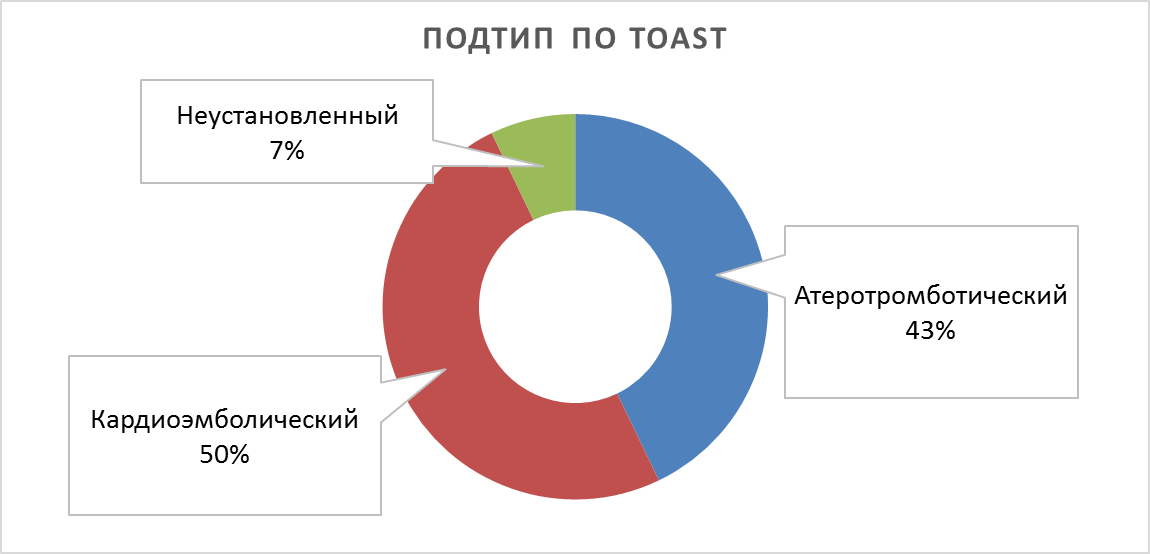 ПОДТИП ПО TOAST
Неустановленный
7%
Атеротромботический
43%
Кардиоэмболический
50%